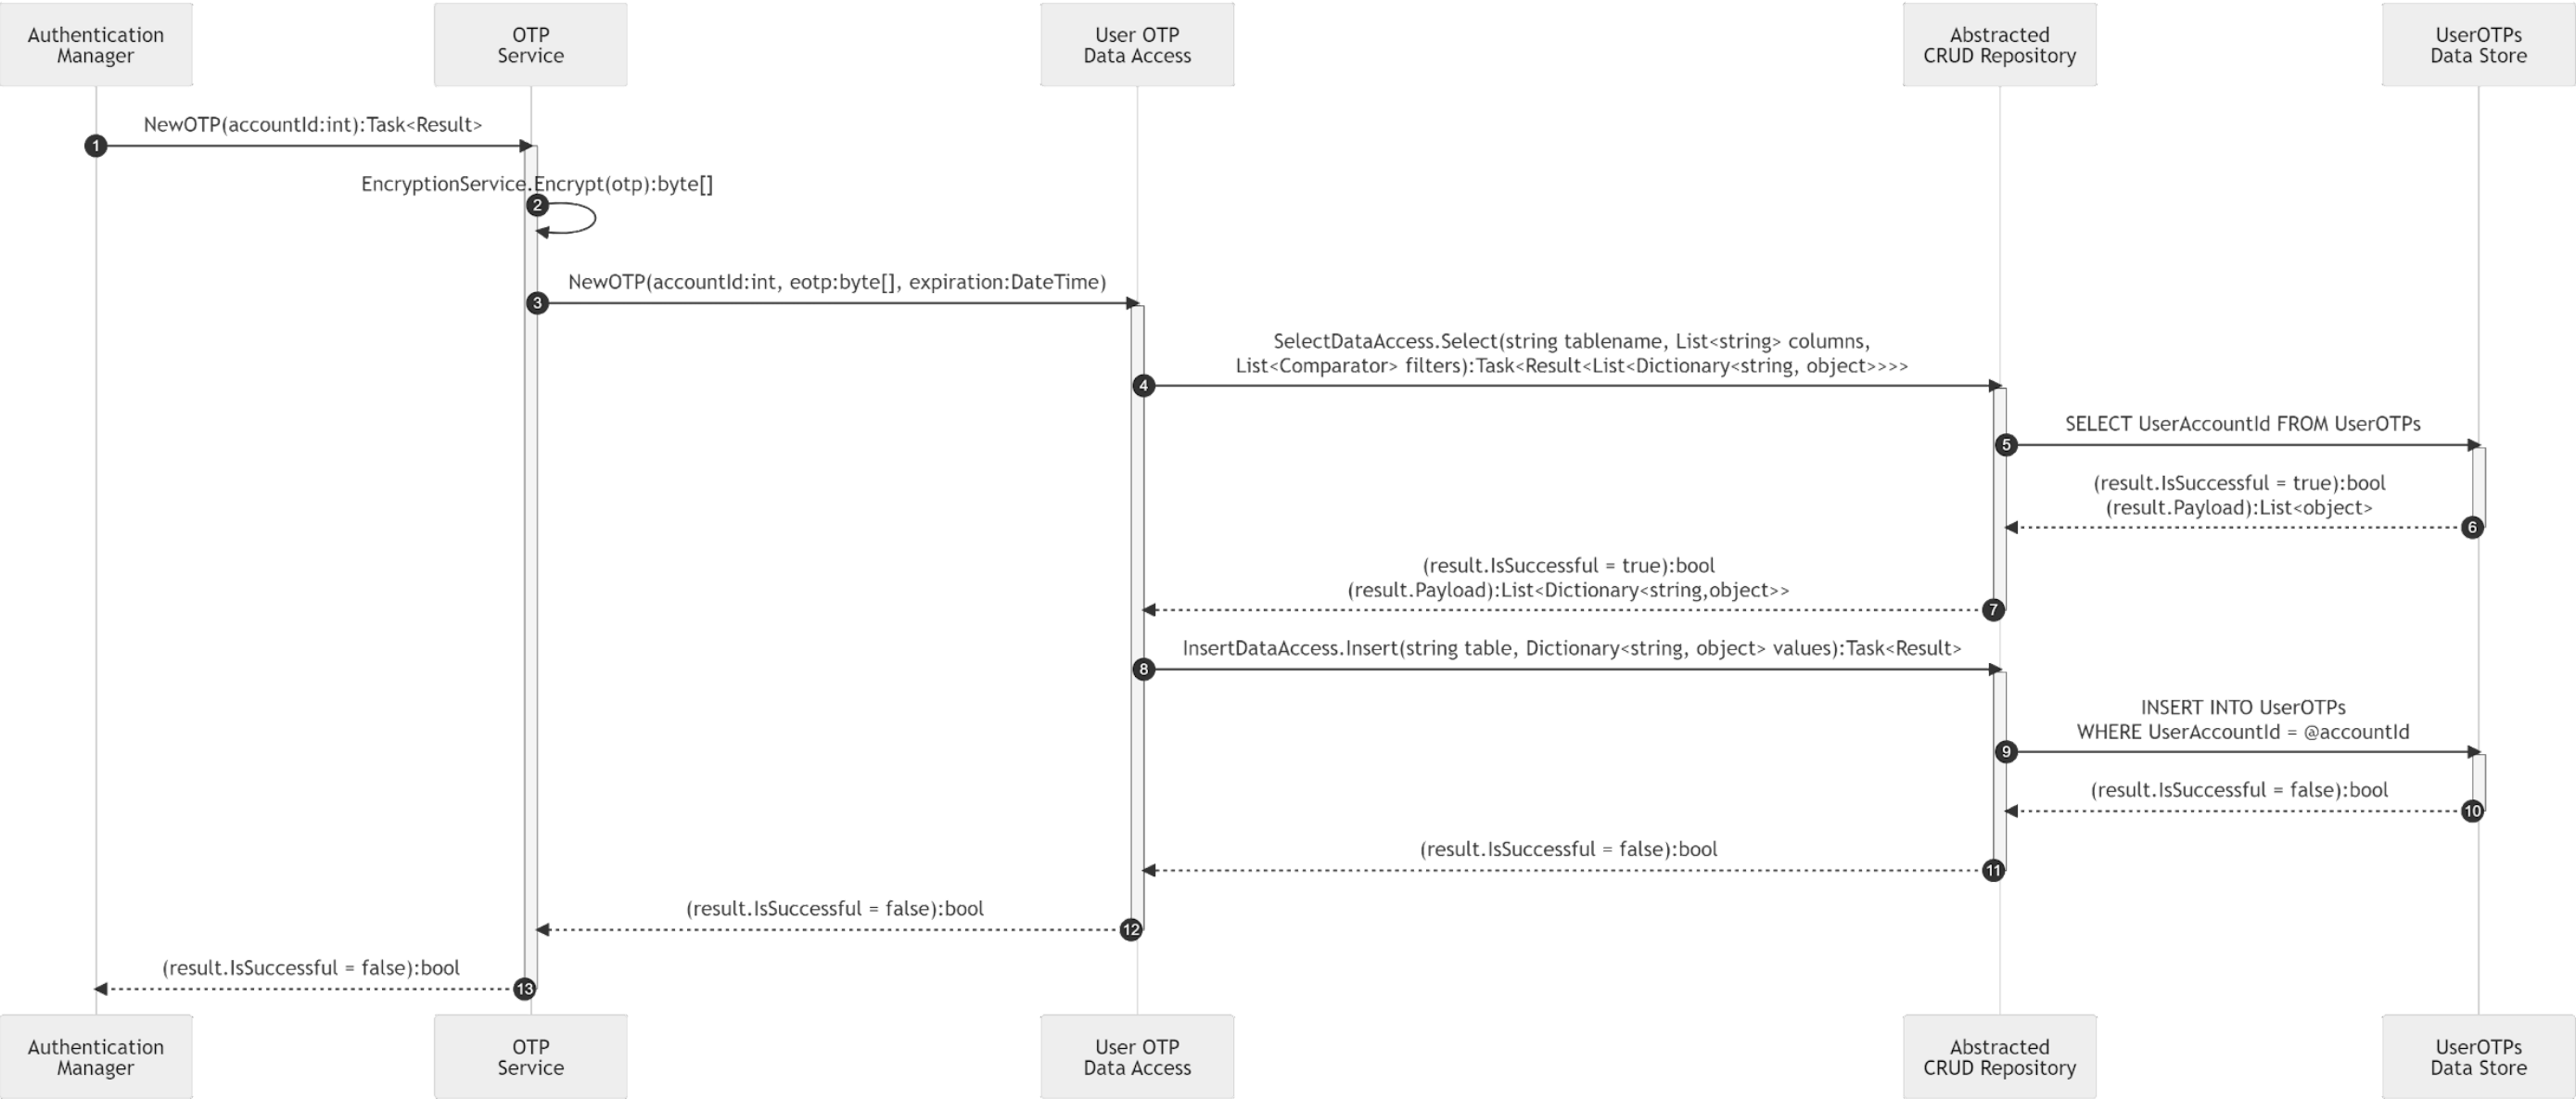 Authentication
Manager
OTP
Service
User OTP
Data Access
Abstracted
CRUD Repository
UserOTPs
Data Store
NewOTP(accountId:int):Task<Result>
1
EncryptionService.Encrypt(otp):byte[]
2
NewOTP(accountId:int, eotp:byte[], expiration:DateTime)
3
SelectDataAccess.Select(string tablename, List<string> columns,
List<Comparator> filters):Task<Result<List<Dictionary<string, object>>>>
4
SELECT UserAccountId FROM UserOTPs
5
(result.IsSuccessful = true):bool
(result.Payload):List<object>
6
(result.IsSuccessful = true):bool
(result.Payload):List<Dictionary<string,object>>
7
InsertDataAccess.Insert(string table, Dictionary<string, object> values):Task<Result>
8
INSERT INTO UserOTPs
WHERE UserAccountId = @accountId
9
(result.IsSuccessful = false):bool
10
(result.IsSuccessful = false):bool
11
(result.IsSuccessful = false):bool
12
(result.IsSuccessful = false):bool
13
Authentication
Manager
OTP
Service
User OTP
Data Access
Abstracted
CRUD Repository
UserOTPs
Data Store